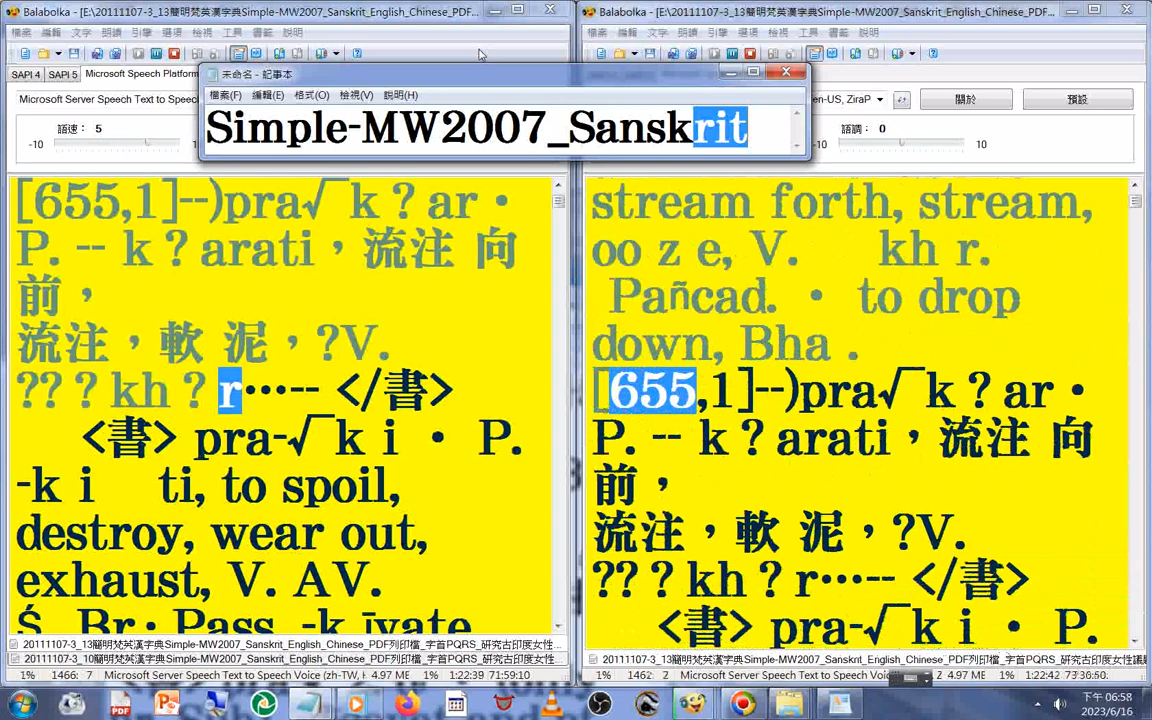 Balabolka - [E:\20111107-3_13簡明梵英漢字典Simple-MW2007_Sanskrit_English_Chinese_PDF...
檔案 編輯 文字 朗讀 引擎 選項 檢視 工具 書籤 說明
SAPI 4 SAPI 5 Microsoft Speech Platform
Microsoft Server Speech Text to Speech
語速： 5
-10
未命名 - 記事本
檔案(F) 編輯(E) 格式(O) 檢視(V) 說明(H)
Simple-MW2007_Sanskrit
Balabolka - [E:\20111107-3_13簡明梵英漢字典Simple-MW2007_Sanskrit_English_Chinese_PDF...
檔案 編輯 文字 朗讀 引擎 選項 檢視 工具 書籤 說明
en-US, ZiraP 關於 預設
語調： 0
10
[655,1]--)pra√￣k？ar·
P. -- k？arati，流注 向
前，
流注，軟 泥，?V.
??？kh？r…-- </書>
<書> pra-√￣k i · P.
-k i ti, to spoil,
destroy, wear out,
exhaust, V. AV.
Ś Br.· Pass. -k īyate
20111107-3_13簡明梵英漢字典Simple-MW2007_Sanskrit_English_Chinese_PDF列印檔_字首PQRS_研究古印度女性...
20111107-3_10簡明梵英漢字典Simple-MW2007_Sanskrit_English_Chinese_PDF列印檔_字首PQRS_研究古印度女性...
1% 1466: 7 Microsoft Server Speech Text to Speech Voice (zh-TW, H 4.97 MB 1% 1:22:39 71:59:10
stream forth, stream,
oo z e, V. kh r.
Pañcad. · to drop
down, Bha .
[655,1]--)pra√￣k？ar·
P. -- k？arati，流注 向
前，
流注，軟 泥，?V.
??？kh？r…-- </書>
<書> pra-√￣k i · P.
20111107-3_13簡明梵英漢字典Simple-MW2007_Sanskrit_English_Chinese_PDF列印檔_字首PQRS_研究古印度女性議題
1% 1462: 2 Microsoft Server Speech Text to Speech Voice 4.97 MB 1% 1:22:42 73:36:50
下午 06:58
2023/6/16